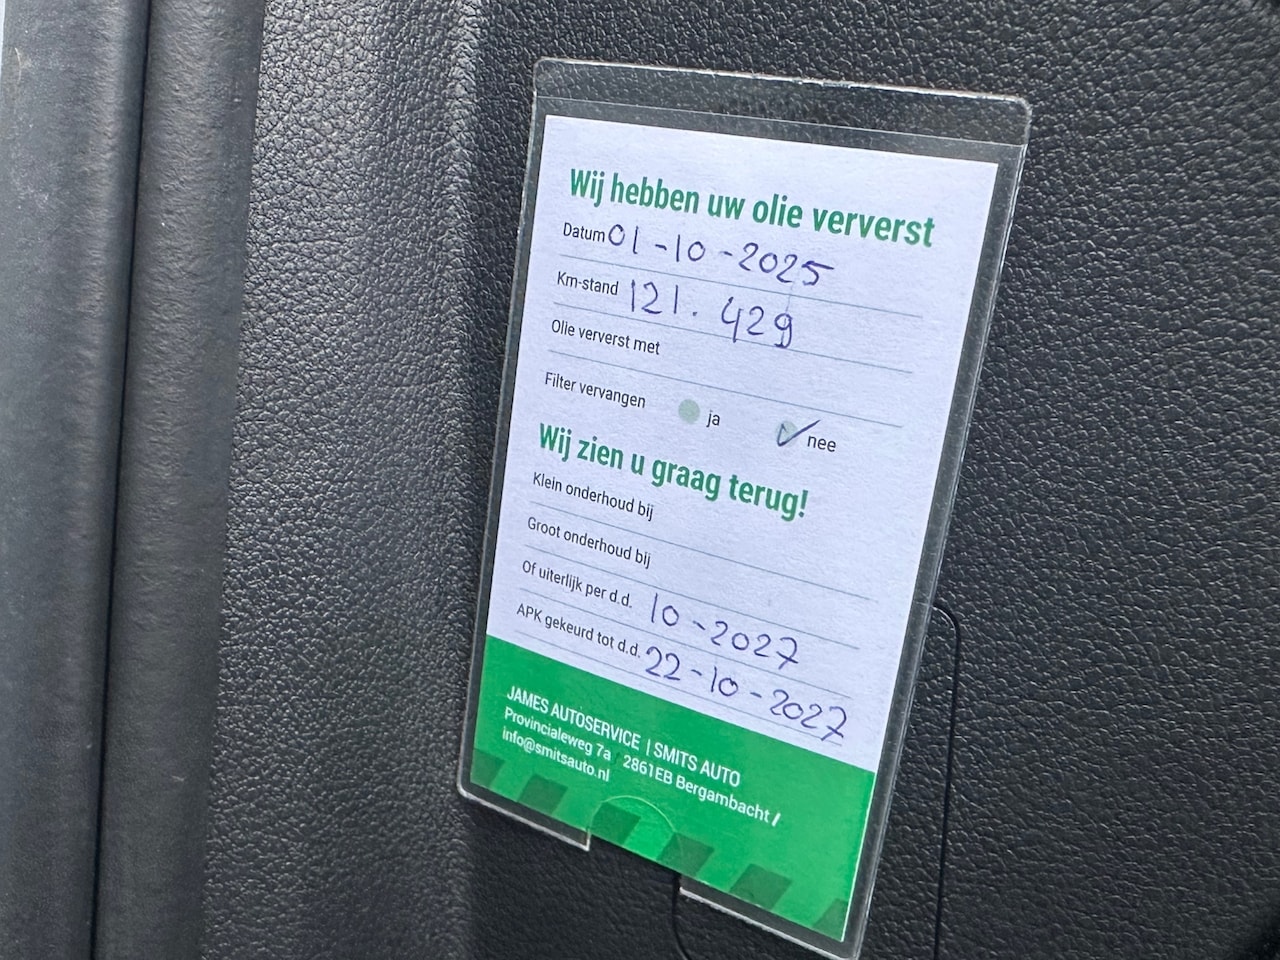 Wij hebben uw olie ververst
Datum 01-10-2025
Km-stand 121.429
Olie ververst met
Filter vervangen ja nee
Wij zien u graag terug!
Klein onderhoud bij
Groot onderhoud bij
Of uiterlijk per d.d. 10-2027
APK gekeurd tot d.d. 22-10-2027
JAMES AUTOSERVICE | SMITS AUTO
Provincialeweg 7a 2861EB Bergambacht /
info@smitsauto.nl